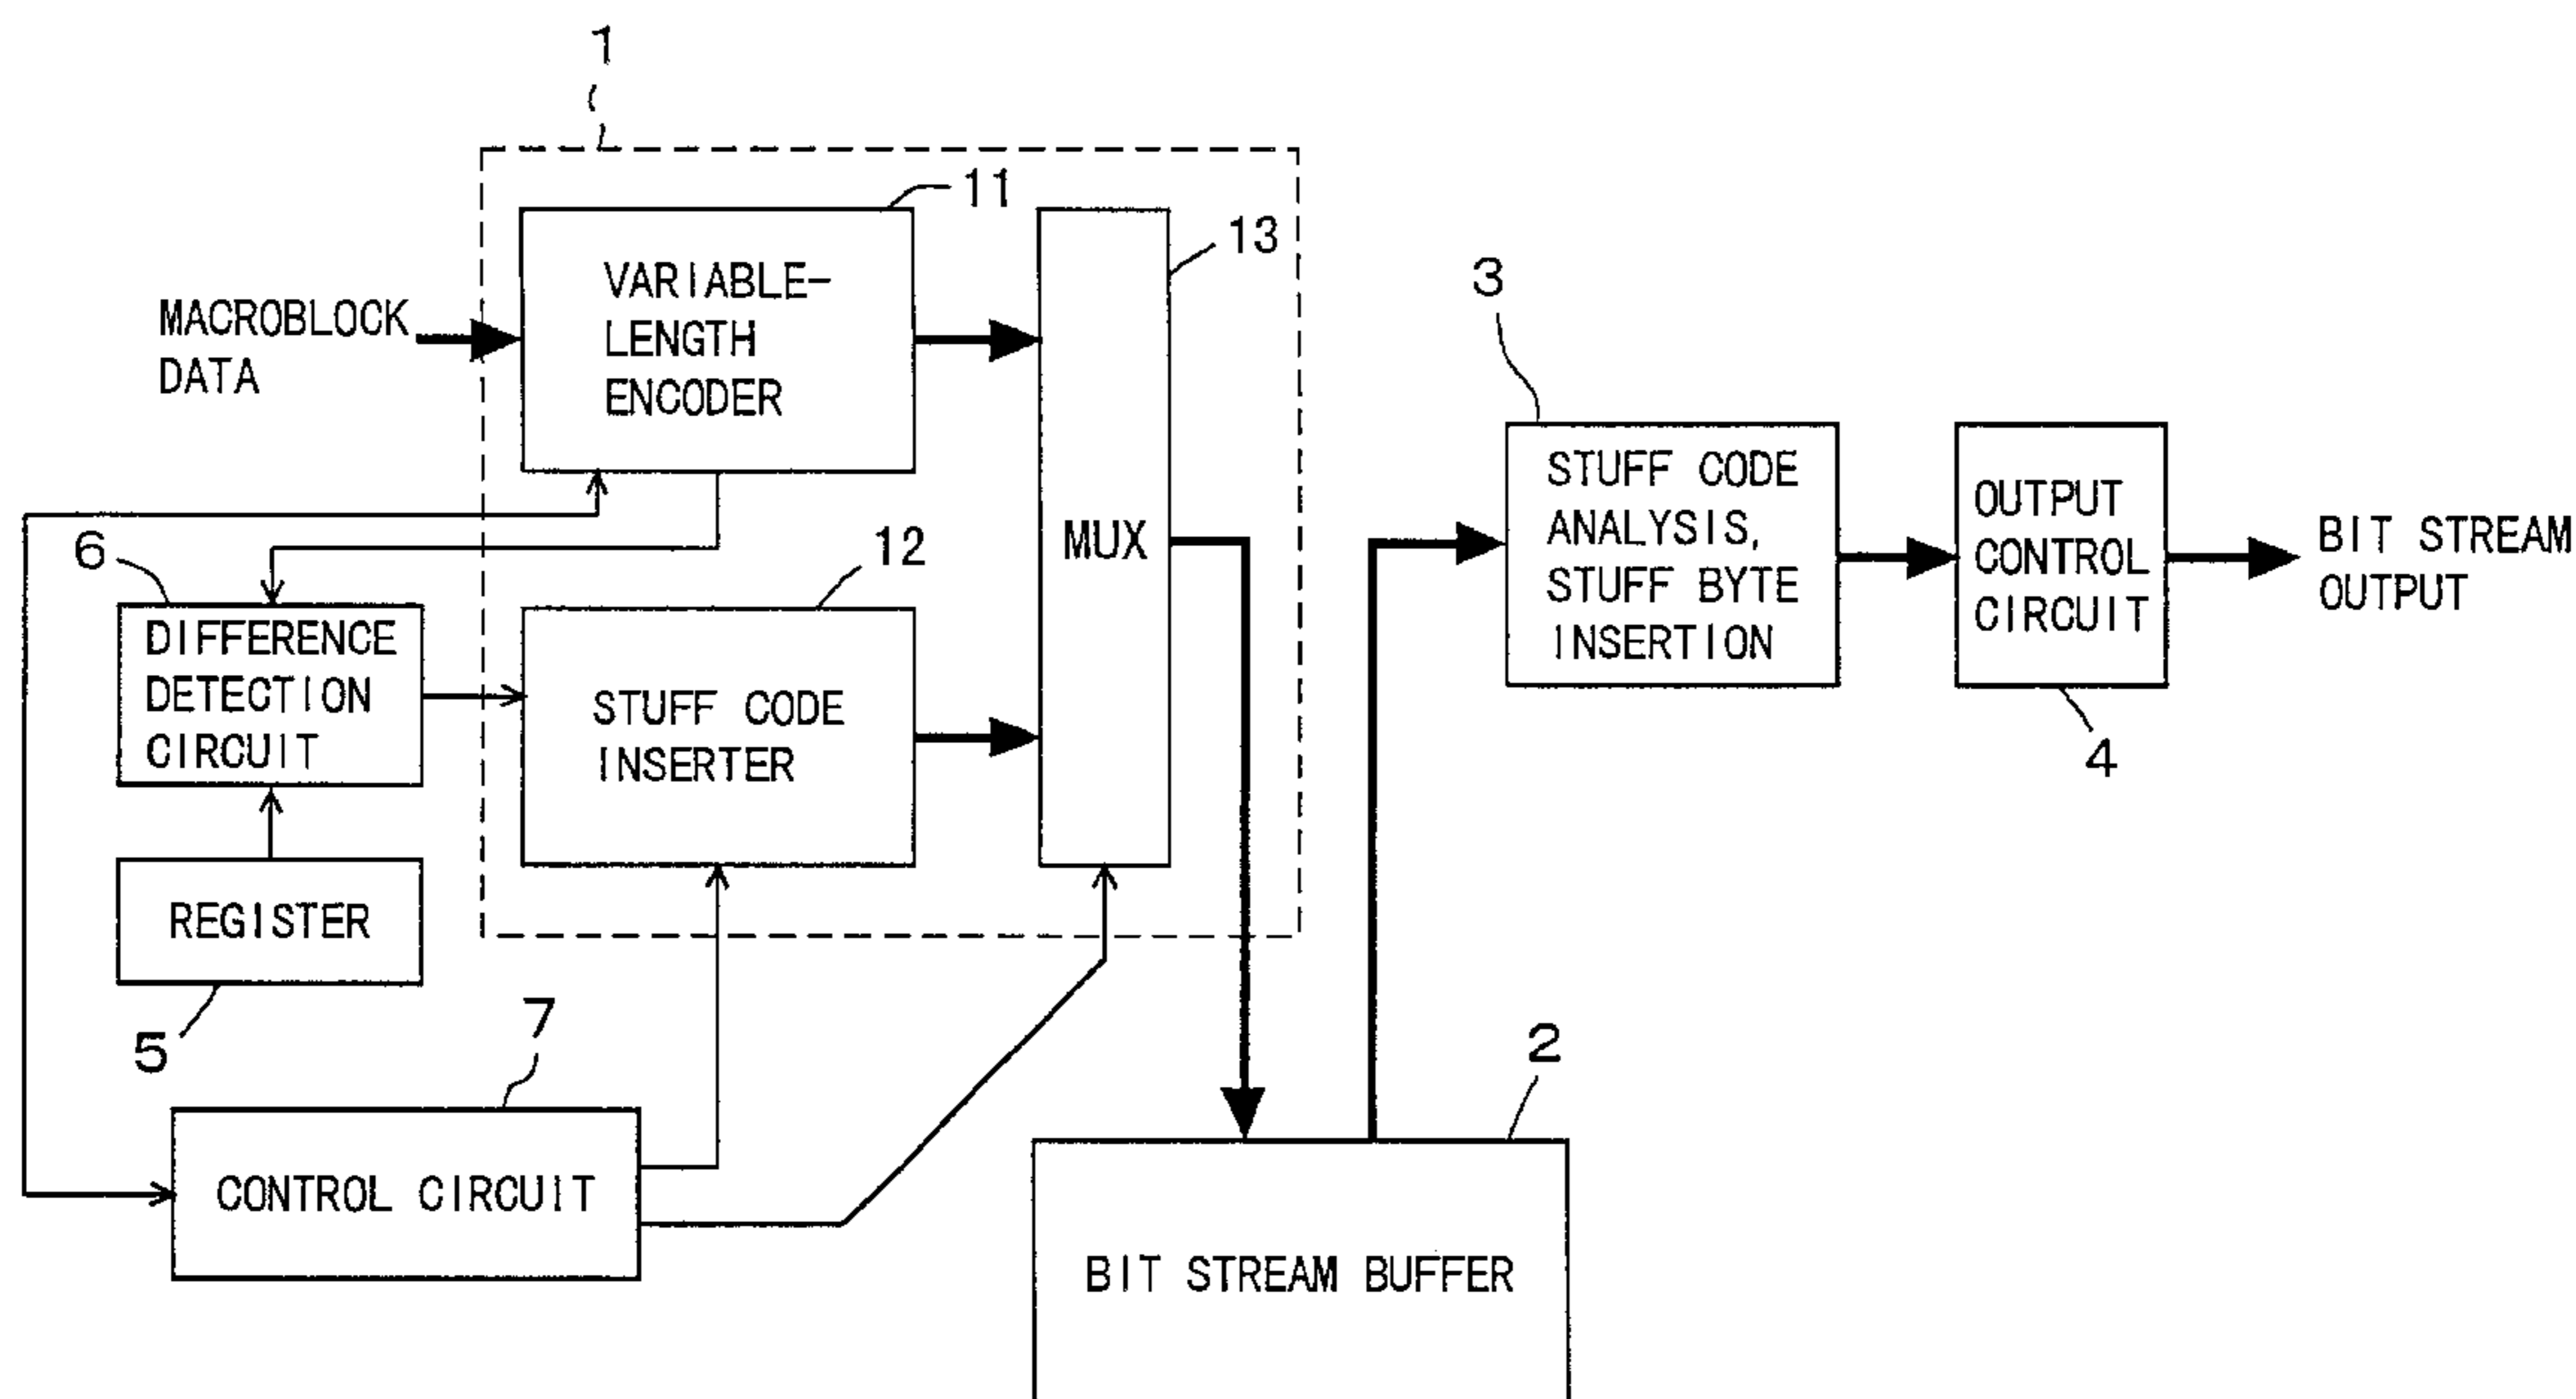 1
11
13
VARIABLE-
LENGTH
ENCODER
MACROBLOCK
DATA
3
6
12
MUX
STUFF CODE
ANALYSIS,
STUFF BYTE
INSERTION
OUTPUT
CONTROL
CIRCUIT
BIT STREAM
OUTPUT
DIFFERENCE
DETECTION
CIRCUIT
STUFF CODE
INSERTER
4
REGISTER
5
7
2
CONTROL CIRCUIT
BIT STREAM BUFFER